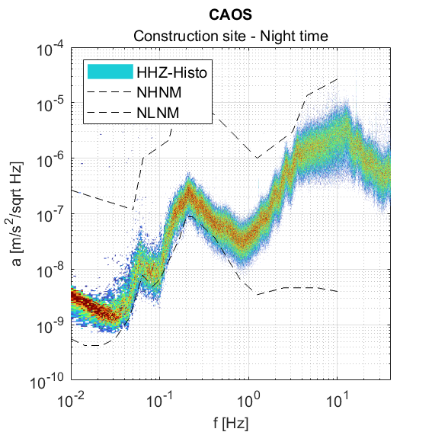 CAOS
Construction site - Night time
10^-4
HHZ-Histo
NHNM
NLNM
10^-5
10^-6
10^-7
10^-8
10^-9
10^-10
a [m/s^2/sqrt Hz]
10^-2
10^-1
10^0
10^1
f [Hz]